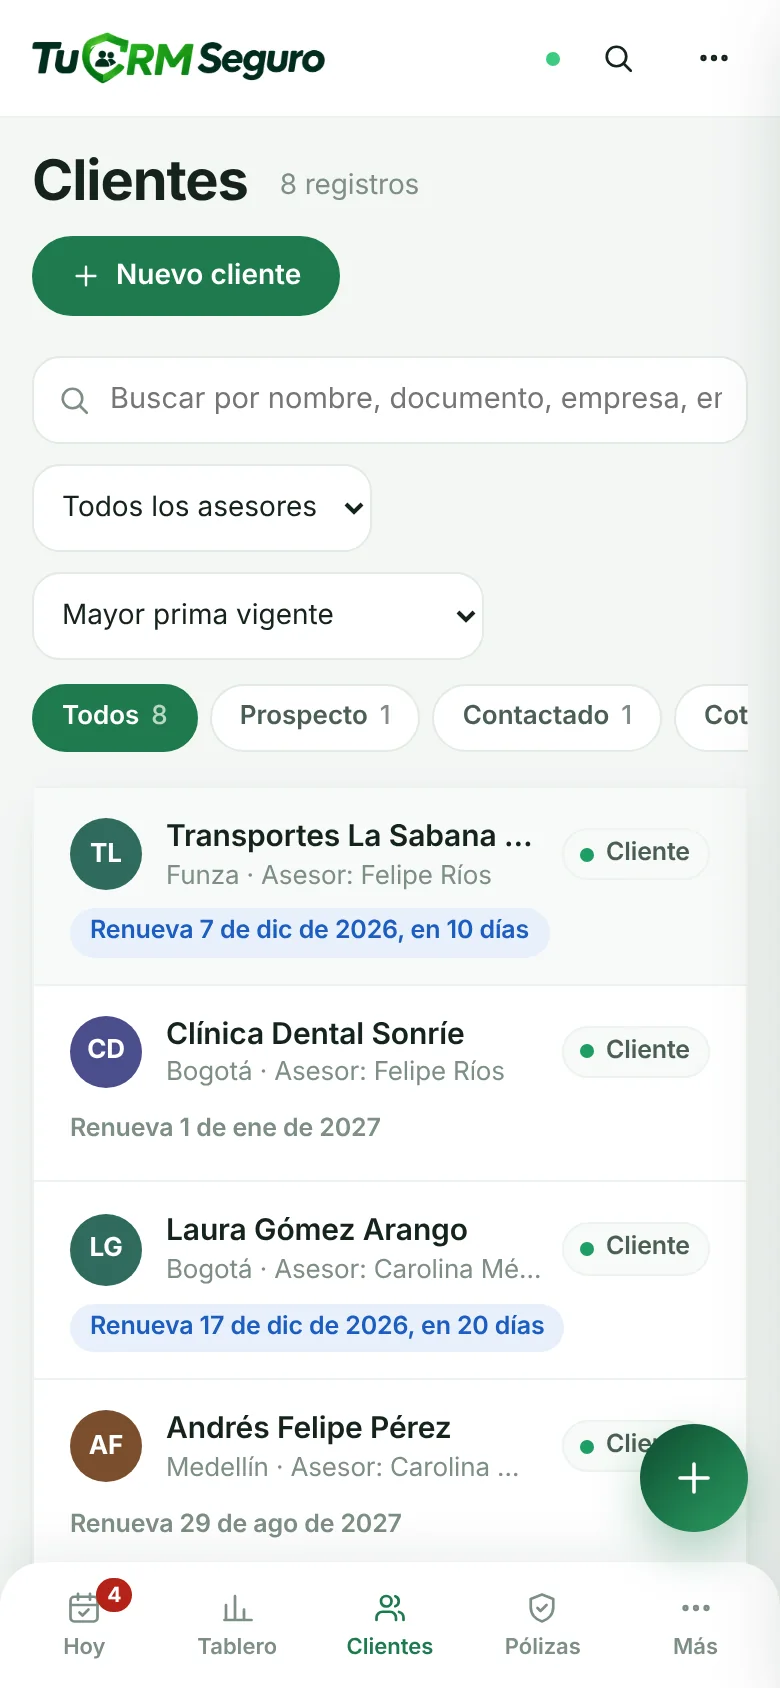 TuCRM Seguro
Clientes 8 registros
+ Nuevo cliente
Buscar por nombre, documento, empresa, er
Todos los asesores
Mayor prima vigente
Todos 8 Prospecto 1 Contactado 1 Cot
TL Transportes La Sabana ... Cliente
Funza · Asesor: Felipe Ríos
Renueva 7 de dic de 2026, en 10 días
CD Clínica Dental Sonríe Cliente
Bogotá · Asesor: Felipe Ríos
Renueva 1 de ene de 2027
LG Laura Gómez Arango Cliente
Bogotá · Asesor: Carolina Mé...
Renueva 17 de dic de 2026, en 20 días
AF Andrés Felipe Pérez Clie
Medellín · Asesor: Carolina ...
Renueva 29 de ago de 2027
4
Hoy Tablero Clientes Pólizas Más